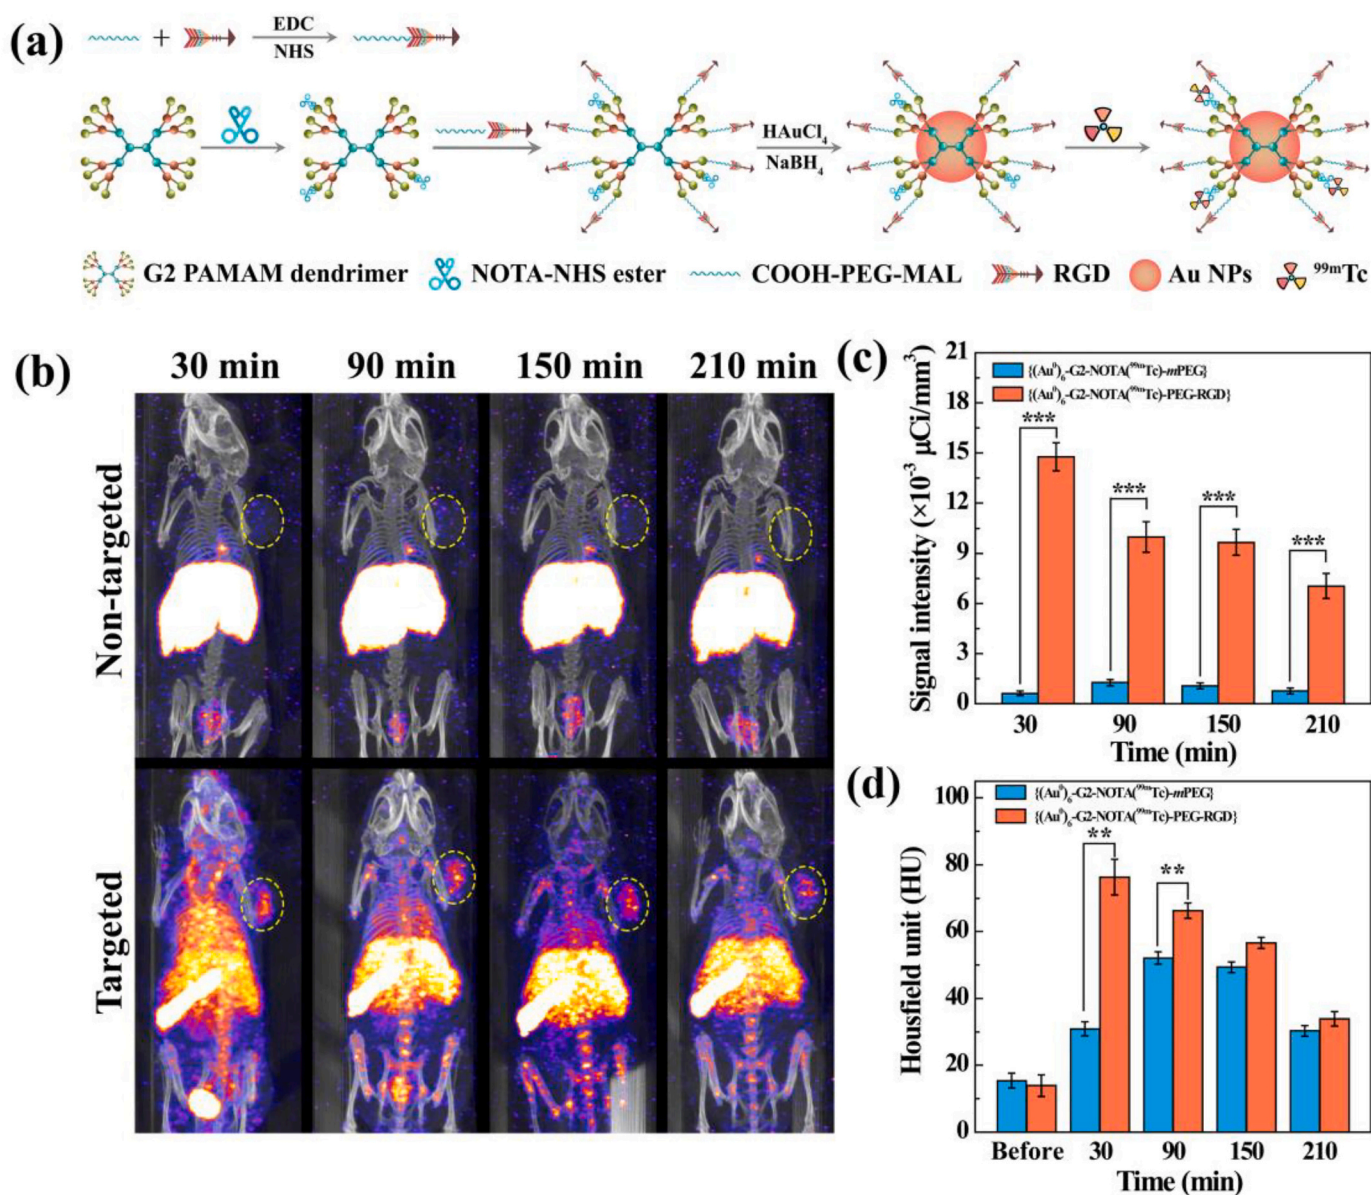 (a)
EDC
NHS
HAuCl₄
NaBH₄
G2 PAMAM dendrimer
NOTA-NHS ester
COOH-PEG-MAL
RGD
Au NPs
⁹⁹ᵐTc
(b)
30 min
90 min
150 min
210 min
Non-targeted
Targeted
(c)
{(Au⁰)₆-G2-NOTA(⁹⁹ᵐTc)-mPEG}
{(Au⁰)₆-G2-NOTA(⁹⁹ᵐTc)-PEG-RGD}
Signal intensity (×10⁻³ μCi/mm³)
21
18
15
12
9
6
3
0
***
***
***
***
30
90
150
210
Time (min)
(d)
{(Au⁰)₆-G2-NOTA(⁹⁹ᵐTc)-mPEG}
{(Au⁰)₆-G2-NOTA(⁹⁹ᵐTc)-PEG-RGD}
Housfield unit (HU)
100
80
60
40
20
0
**
**
Before
30
90
150
210
Time (min)